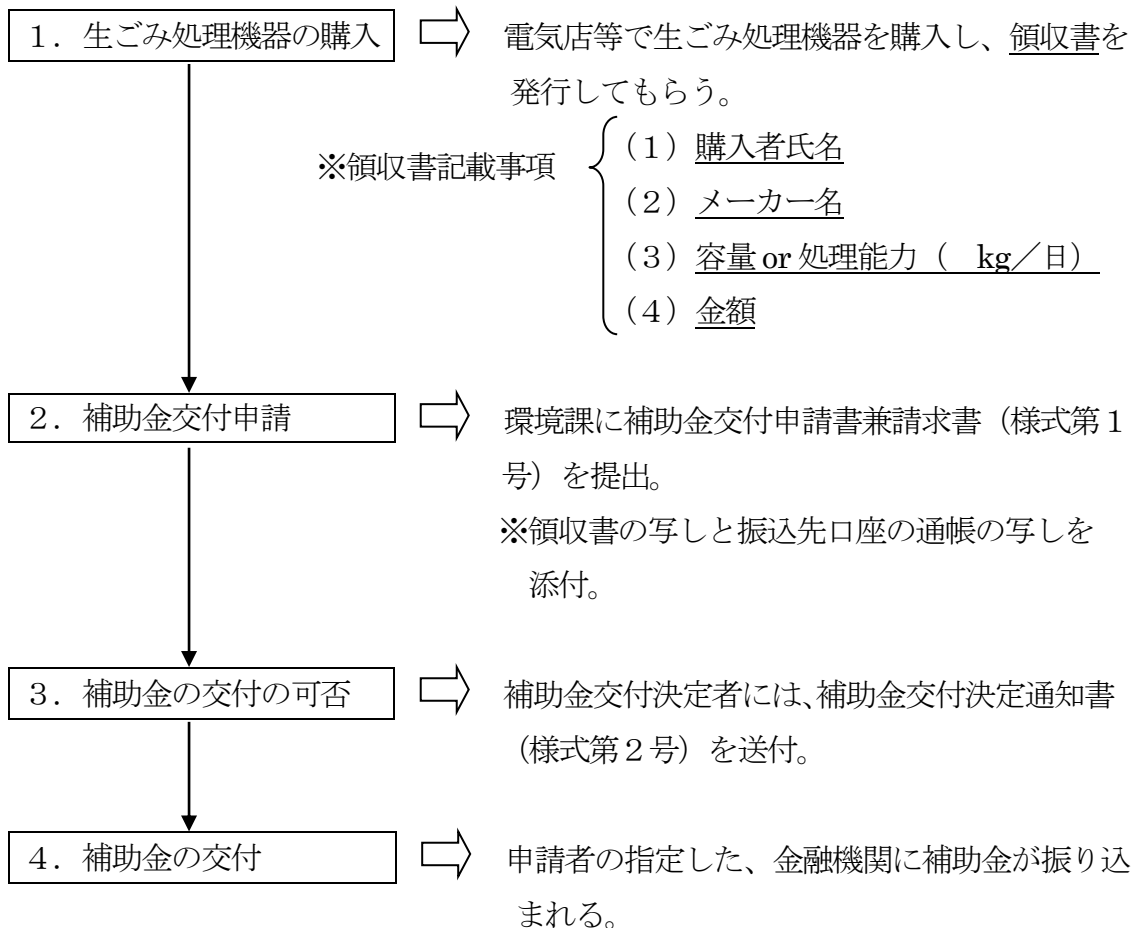 １．生ごみ処理機器の購入
電気店等で生ごみ処理機器を購入し、領収書を
発行してもらう。
※領収書記載事項
（１）購入者氏名
（２）メーカー名
（３）容量 or 処理能力（　kg／日）
（４）金額
２．補助金交付申請
環境課に補助金交付申請書兼請求書（様式第１
号）を提出。
※領収書の写しと振込先口座の通帳の写しを
添付。
３．補助金の交付の可否
補助金交付決定者には、補助金交付決定通知書
（様式第２号）を送付。
４．補助金の交付
申請者の指定した、金融機関に補助金が振り込
まれる。